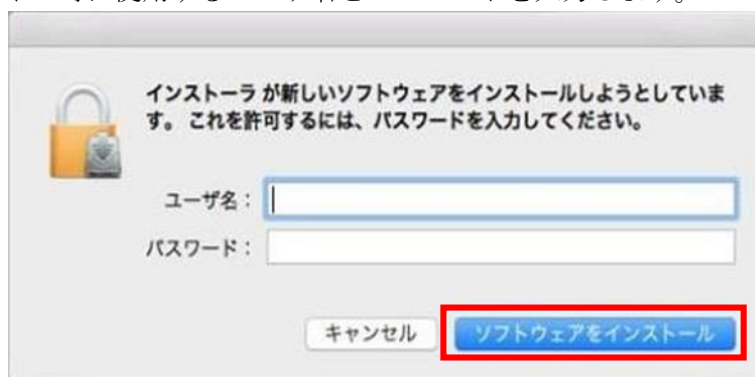 インストーラ が新しいソフトウェアをインストールしようとしていま
す。 これを許可するには、パスワードを入力してください。
ユーザ名：
パスワード：
キャンセル ソフトウェアをインストール